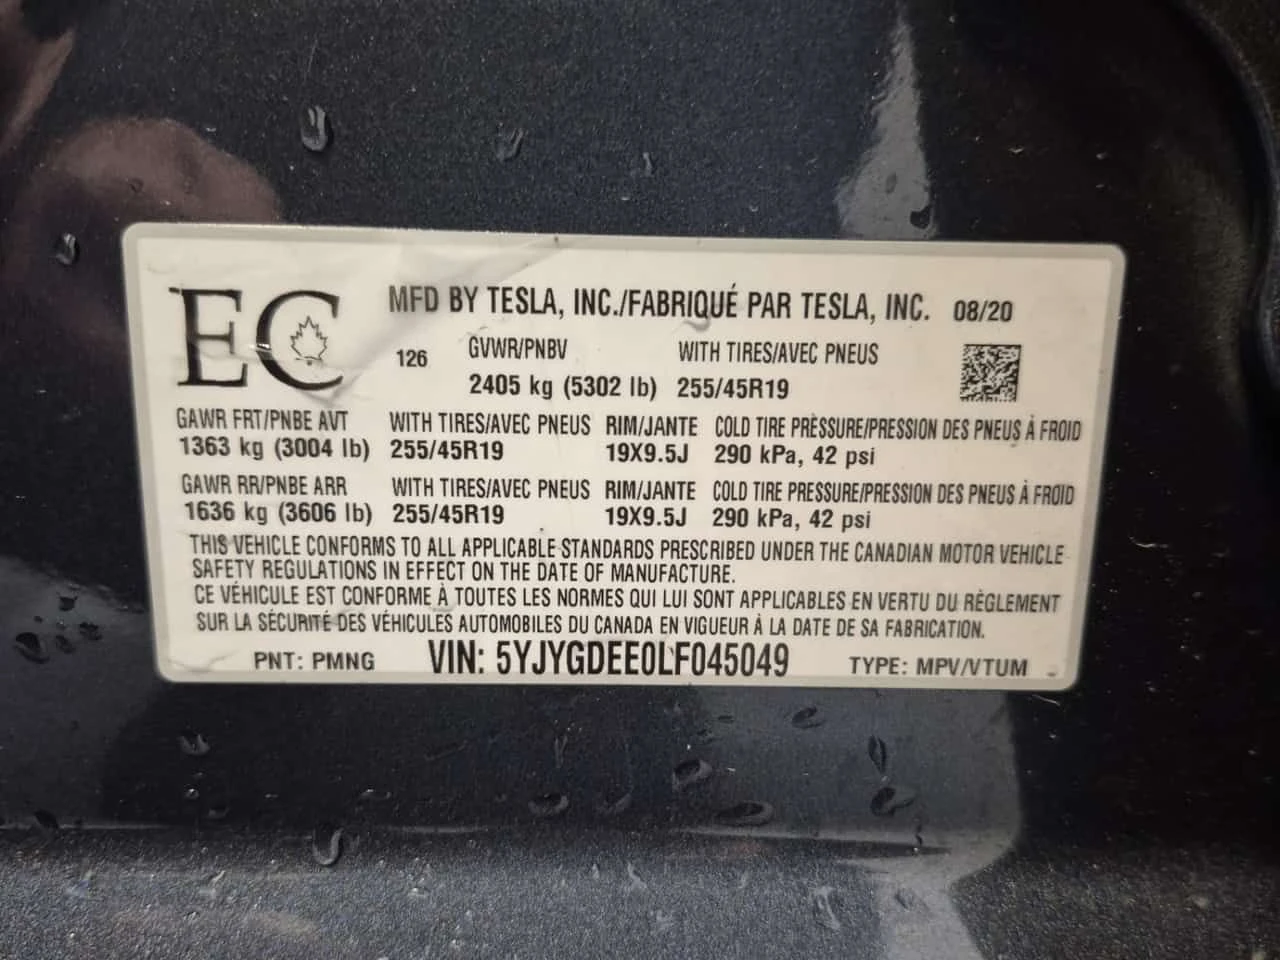 EC MFD BY TESLA, INC./FABRIQUÉ PAR TESLA, INC. 08/20
126 GVWR/PNBV WITH TIRES/AVEC PNEUS
2405 kg (5302 lb) 255/45R19
GAWR FRT/PNBE AVT WITH TIRES/AVEC PNEUS RIM/JANTE COLD TIRE PRESSURE/PRESSION DES PNEUS À FROID
1363 kg (3004 lb) 255/45R19 19X9.5J 290 kPa, 42 psi
GAWR RR/PNBE ARR WITH TIRES/AVEC PNEUS RIM/JANTE COLD TIRE PRESSURE/PRESSION DES PNEUS À FROID
1636 kg (3606 lb) 255/45R19 19X9.5J 290 kPa, 42 psi
THIS VEHICLE CONFORMS TO ALL APPLICABLE STANDARDS PRESCRIBED UNDER THE CANADIAN MOTOR VEHICLE
SAFETY REGULATIONS IN EFFECT ON THE DATE OF MANUFACTURE.
CE VÉHICULE EST CONFORME À TOUTES LES NORMES QUI LUI SONT APPLICABLES EN VERTU DU RÈGLEMENT
SUR LA SÉCURITÉ DES VÉHICULES AUTOMOBILES DU CANADA EN VIGUEUR À LA DATE DE SA FABRICATION.
PNT: PMNG VIN: 5YJYGDEE0LF045049 TYPE: MPV/VTUM